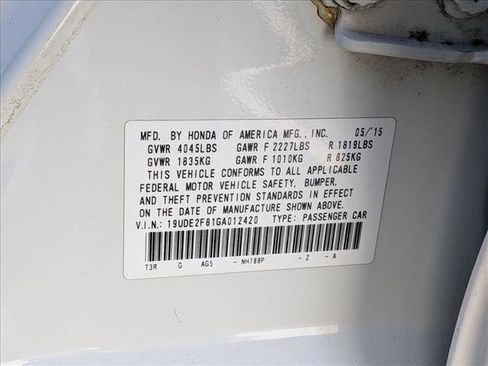 MFD. BY HONDA OF AMERICA MFG., INC. 05/15
GVWR 4045LBS GAWR F 2227LBS R 1819LBS
GVWR 1835KG GAWR F 1010KG R 825KG
THIS VEHICLE CONFORMS TO ALL APPLICABLE
FEDERAL MOTOR VEHICLE SAFETY, BUMPER,
AND THEFT PREVENTION STANDARDS IN EFFECT
ON THE DATE OF MANUFACTURE SHOWN ABOVE.
V.I.N.: 19UDE2F81GA012420 TYPE: PASSENGER CAR
T3R G AG5 - NH788P - Z - A